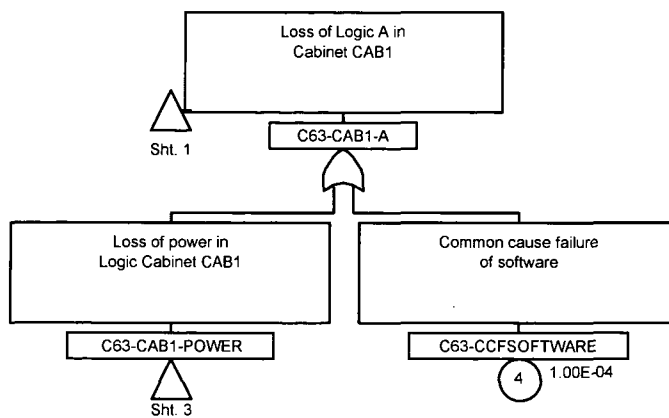 Loss of Logic A in
Cabinet CAB1
Sht. 1
C63-CAB1-A
Loss of power in
Logic Cabinet CAB1
Common cause failure
of software
C63-CAB1-POWER
C63-CCFSOFTWARE
Sht. 3
4
1.00E-04